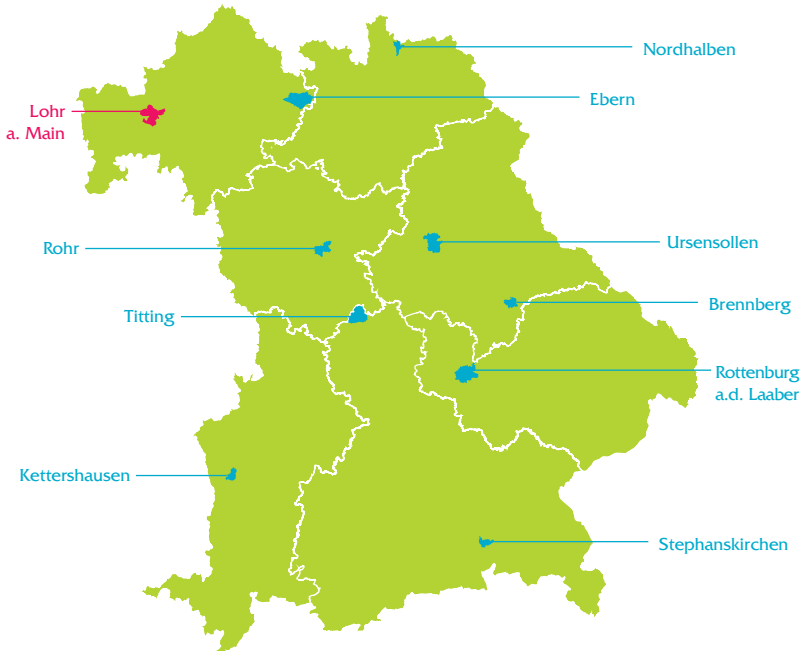 Nordhalben
Ebern
Lohr
a. Main
Rohr
Ursensollen
Titting
Brennberg
Rottenburg
a.d. Laaber
Kettershausen
Stephanskirchen